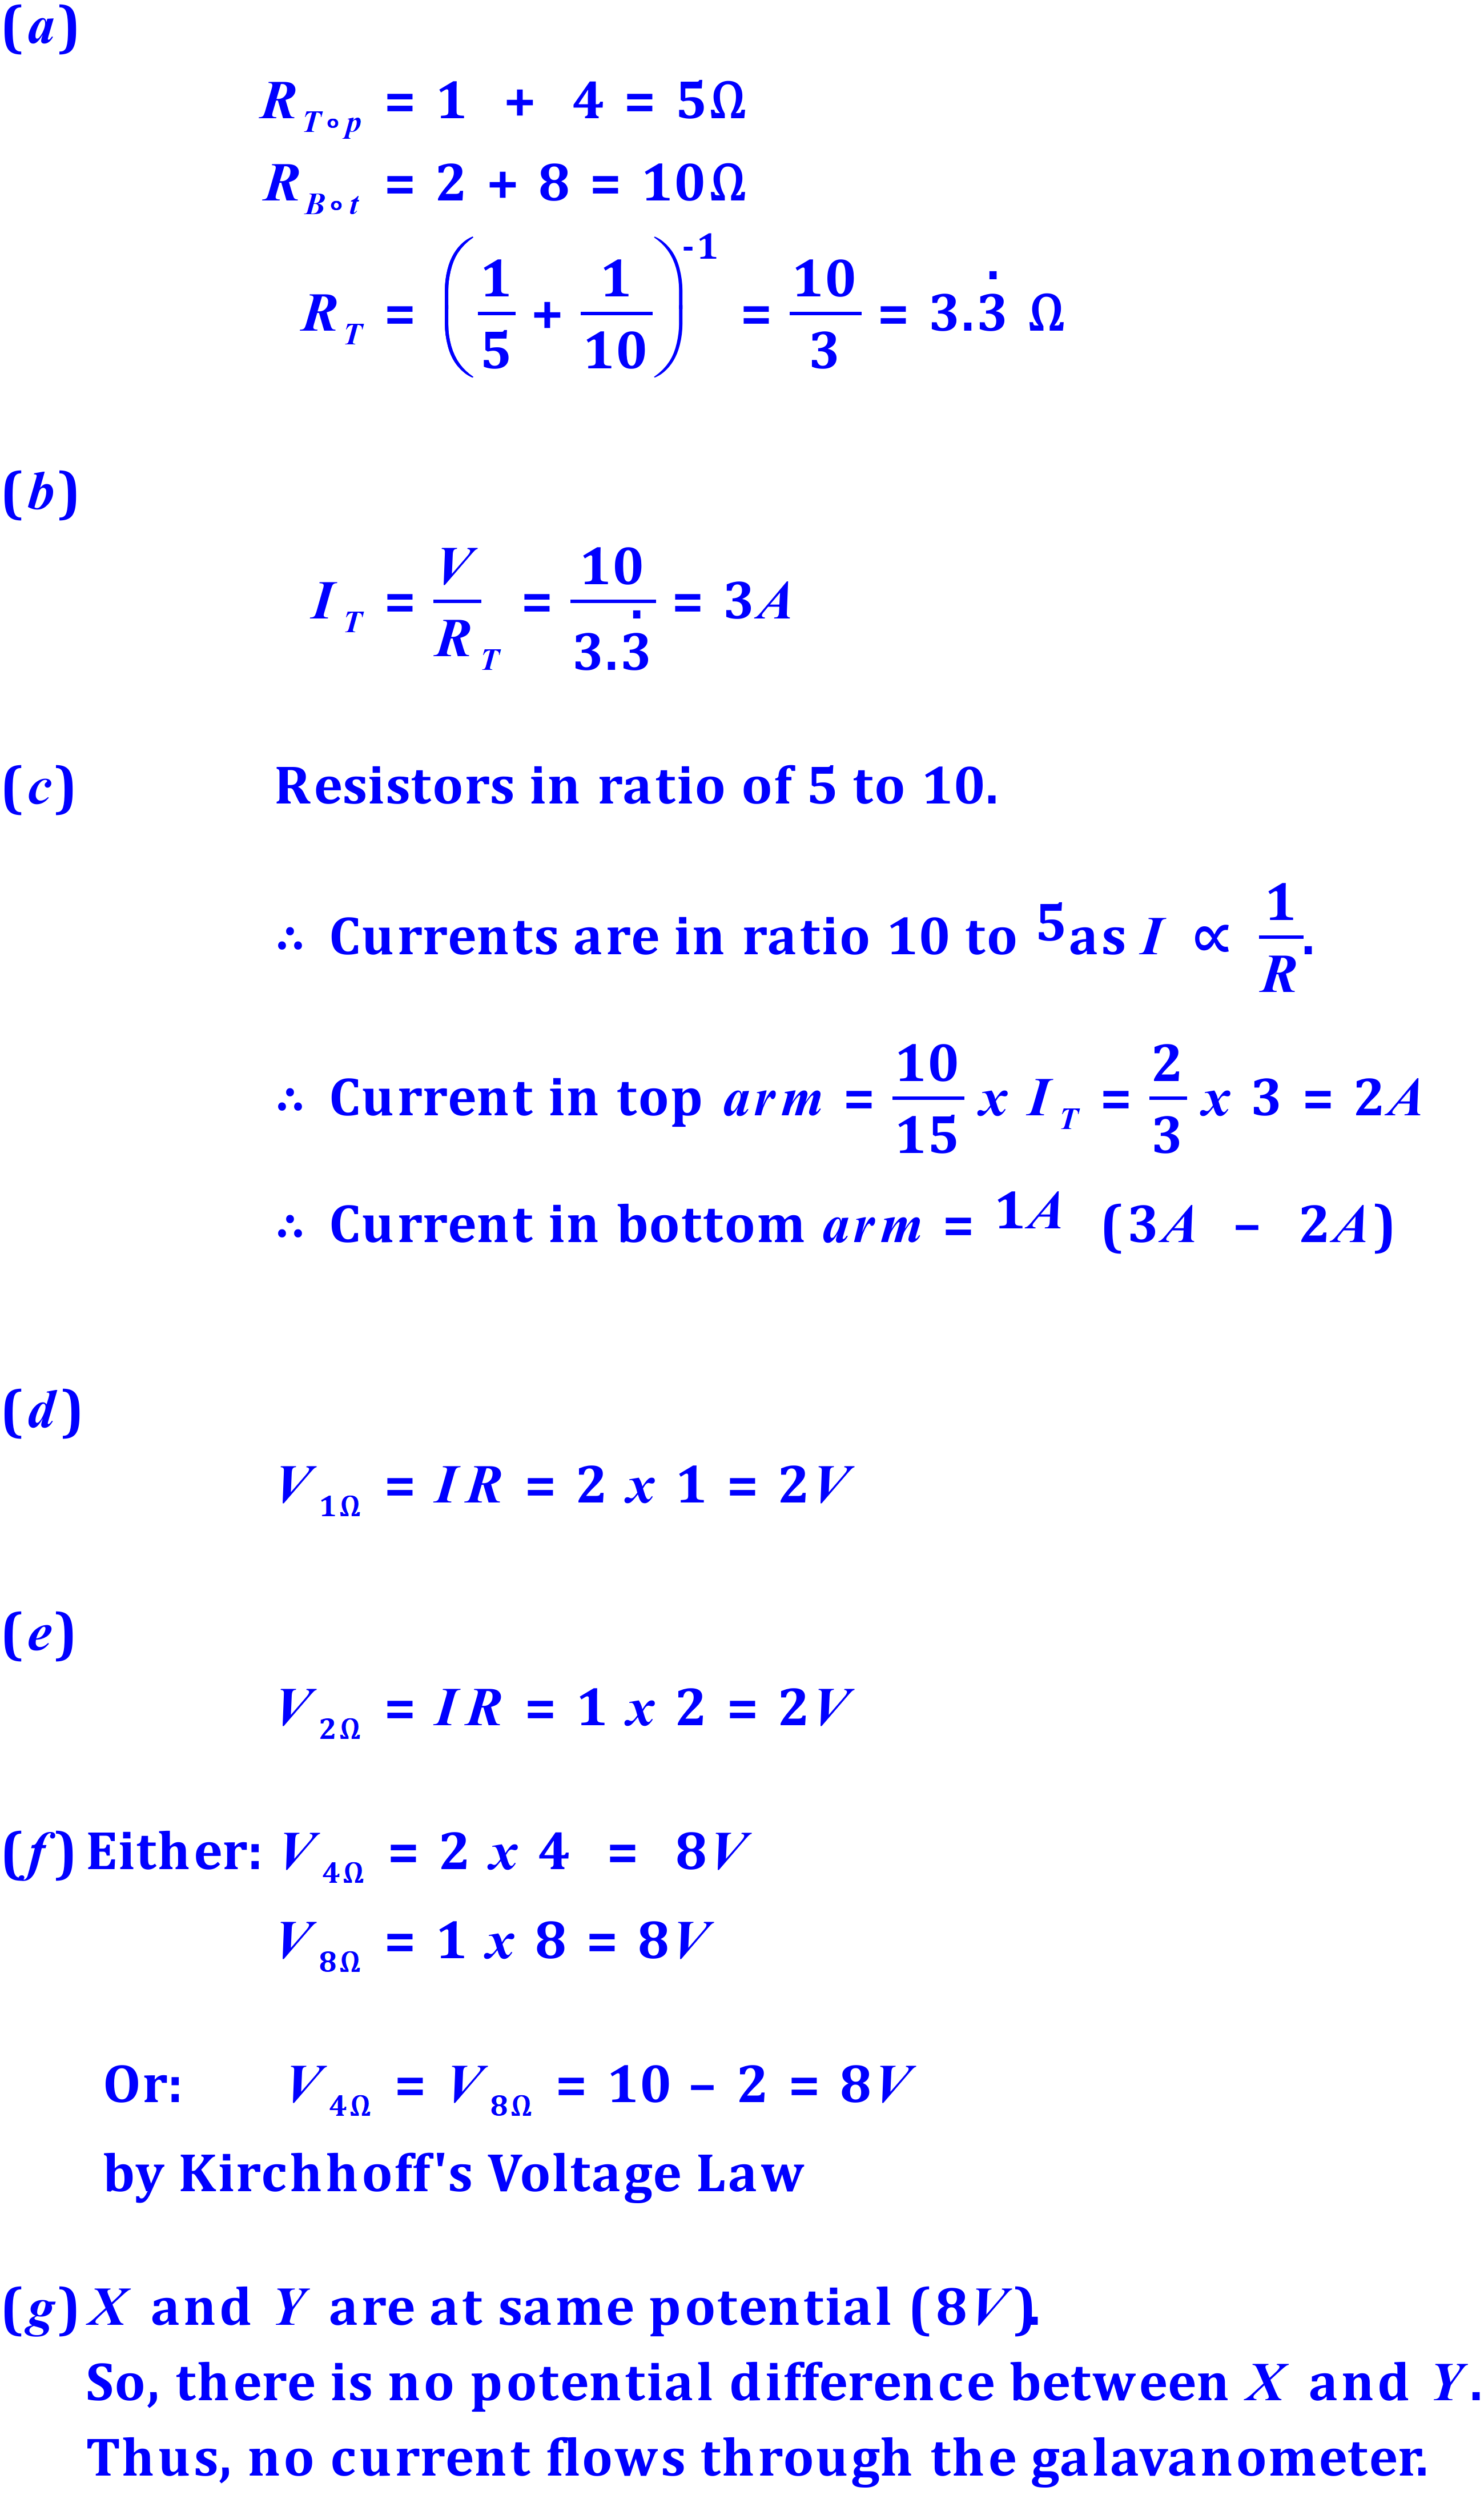 (a)
R_Top = 1 + 4 = 5Ω
R_Bot = 2 + 8 = 10Ω
R_T = (1/5 + 1/10)^-1 = 10/3 = 3.3̇ Ω
(b)
I_T = V/R_T = 10/3.3̇ = 3A
(c) Resistors in ratio of 5 to 10.
∴ Currents are in ratio 10 to 5 as I ∝ 1/R.
∴ Current in top arm = 10/15 x I_T = 2/3 x 3 = 2A
∴ Current in bottom arm = 1A (3A – 2A)
(d)
V_1Ω = IR = 2 x 1 = 2V
(e)
V_2Ω = IR = 1 x 2 = 2V
(f) Either: V_4Ω = 2 x 4 = 8V
V_8Ω = 1 x 8 = 8V
Or: V_4Ω = V_8Ω = 10 – 2 = 8V
by Kirchhoff's Voltage Law
(g) X and Y are at same potential (8V).
So, there is no potential difference between X and Y.
Thus, no current flows through the galavanometer.